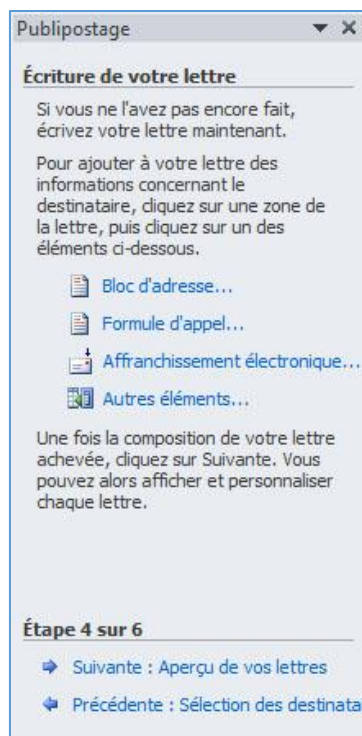 Publipostage
Écriture de votre lettre
Si vous ne l'avez pas encore fait,
écrivez votre lettre maintenant.
Pour ajouter à votre lettre des
informations concernant le
destinataire, cliquez sur une zone de
la lettre, puis cliquez sur un des
éléments ci-dessous.
Bloc d'adresse...
Formule d'appel...
Affranchissement électronique...
Autres éléments...
Une fois la composition de votre lettre
achevée, cliquez sur Suivante. Vous
pouvez alors afficher et personnaliser
chaque lettre.
Étape 4 sur 6
Suivante : Aperçu de vos lettres
Précédente : Sélection des destinata